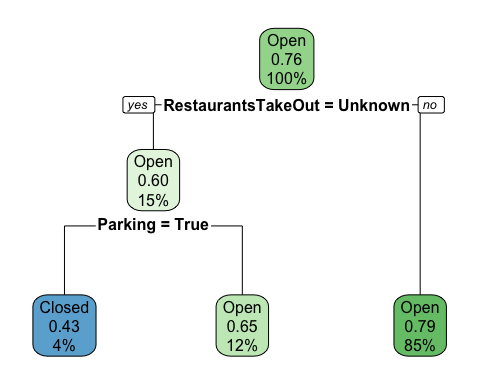 Open
0.76
100%
yes RestaurantsTakeOut = Unknown no
Open
0.60
15%
Parking = True
Closed
0.43
4%
Open
0.65
12%
Open
0.79
85%